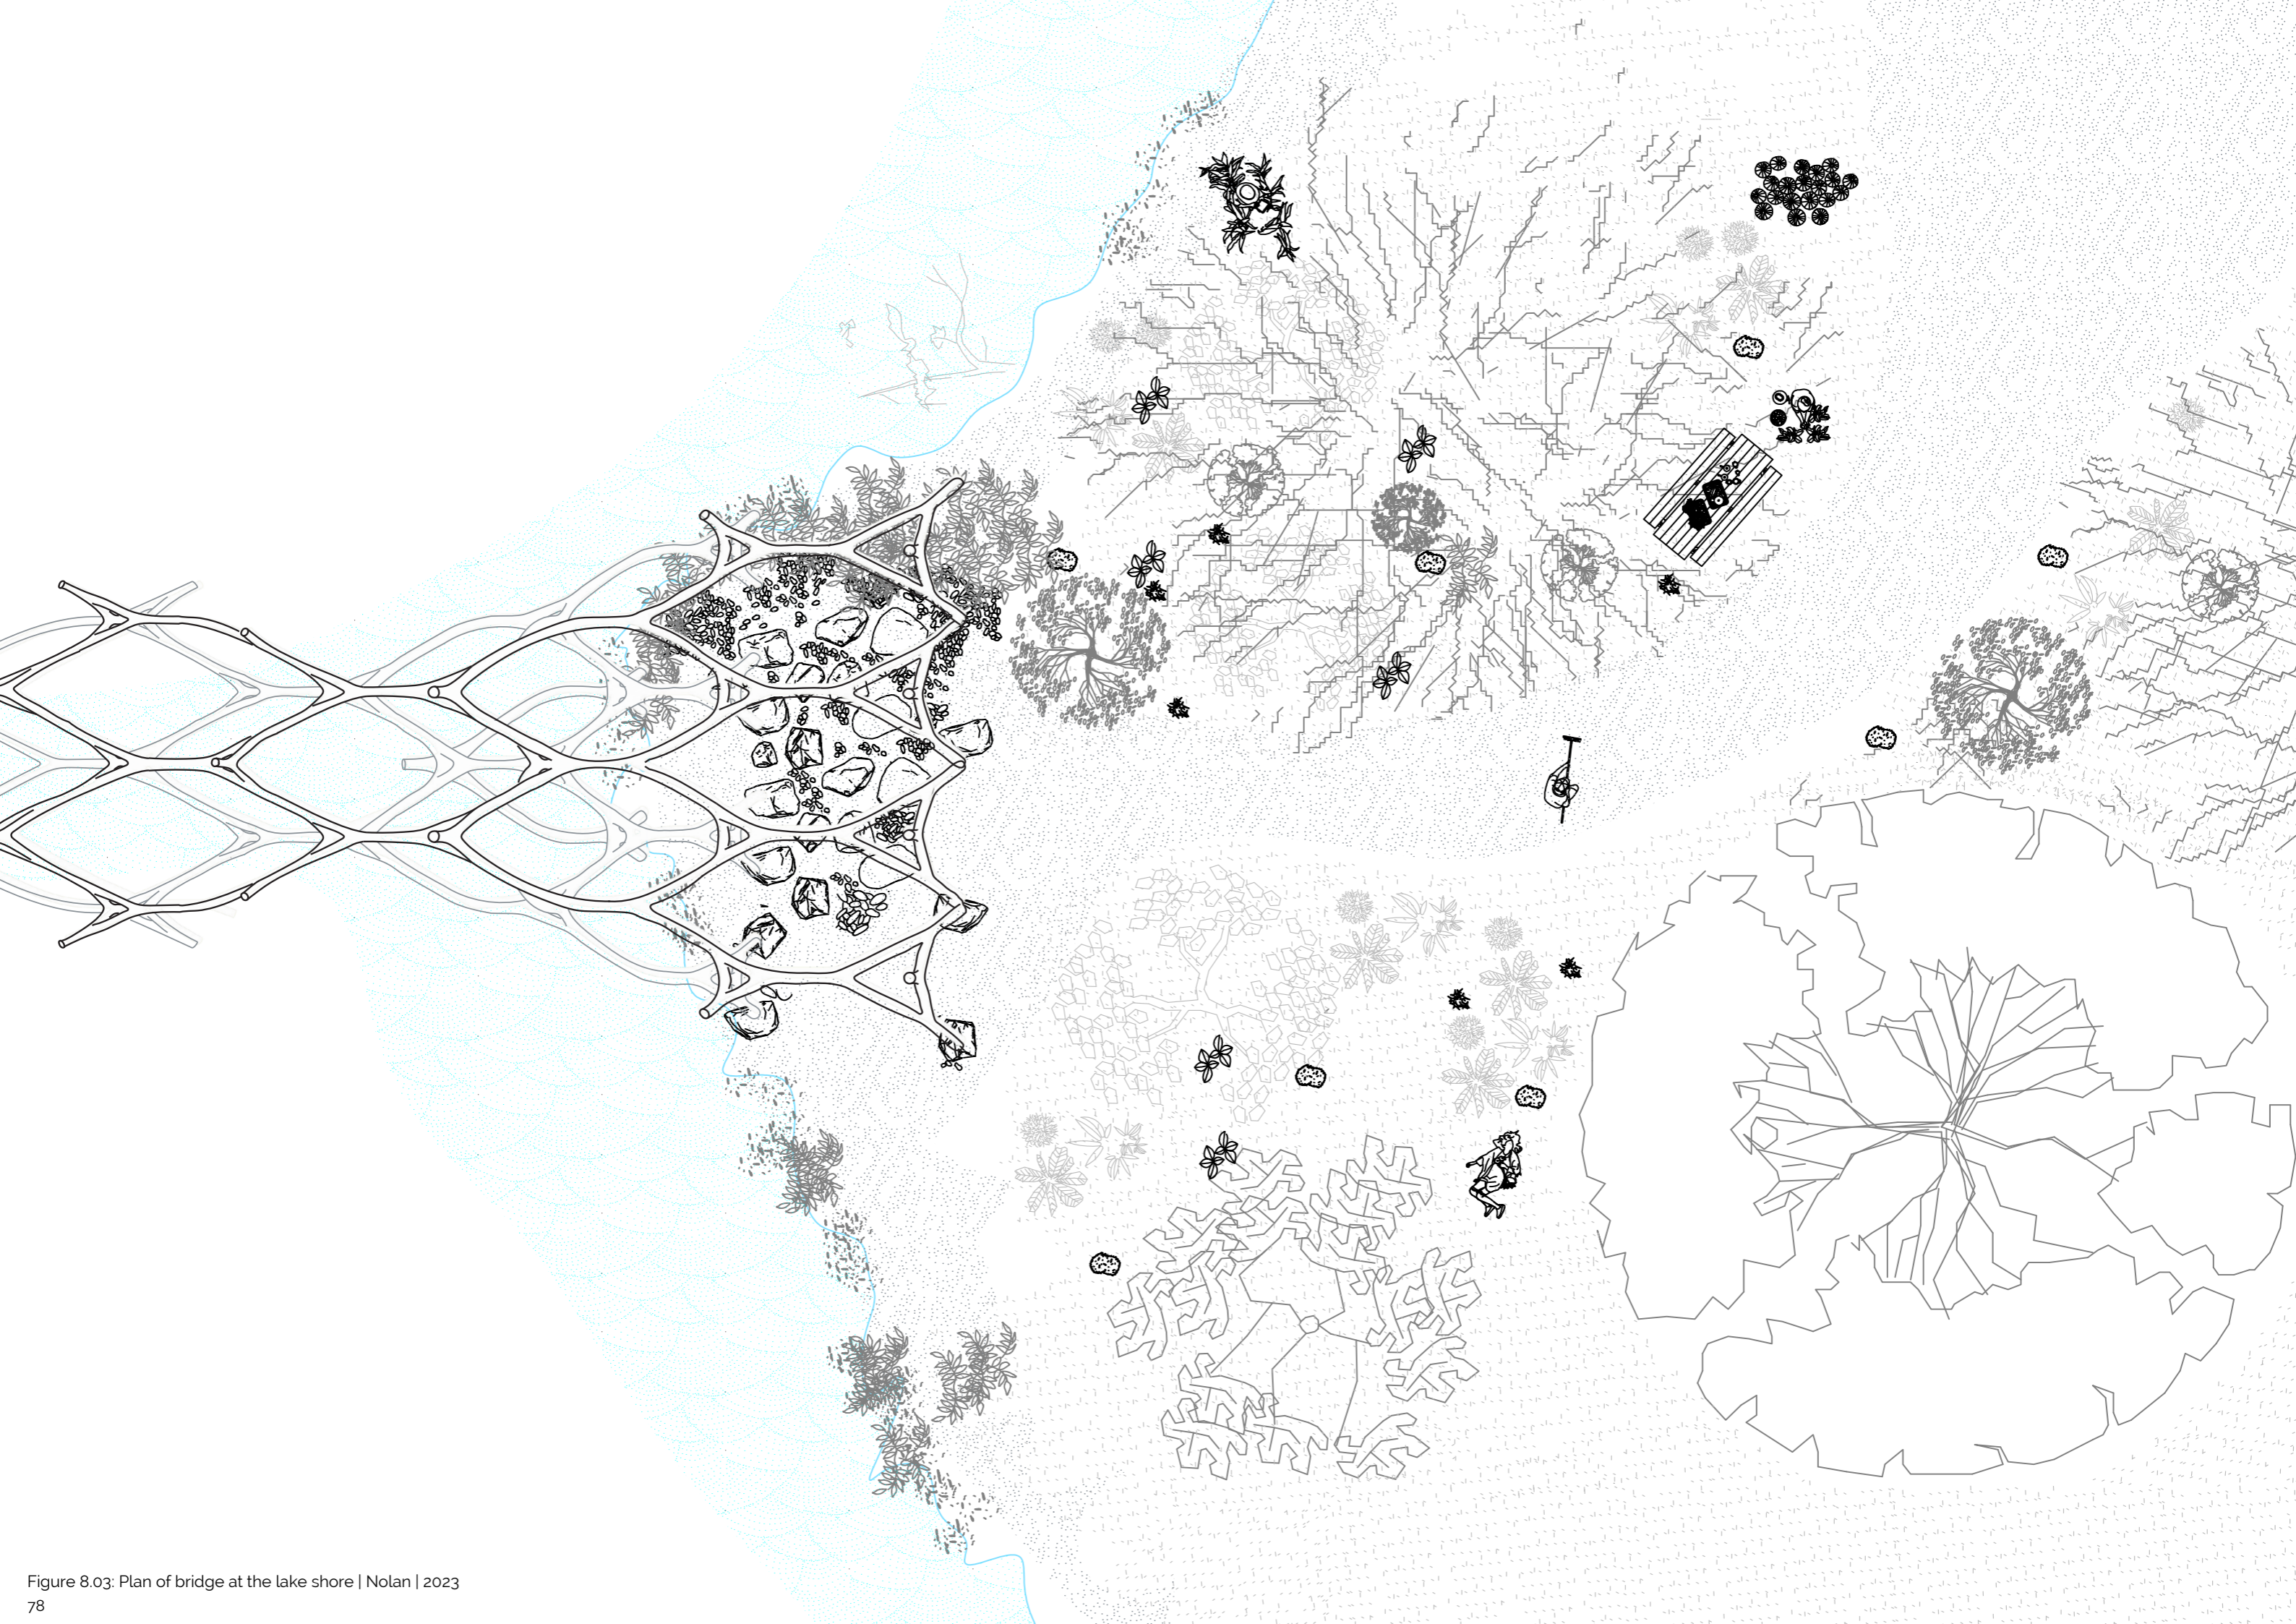 Figure 8.03: Plan of bridge at the lake shore | Nolan | 2023
78